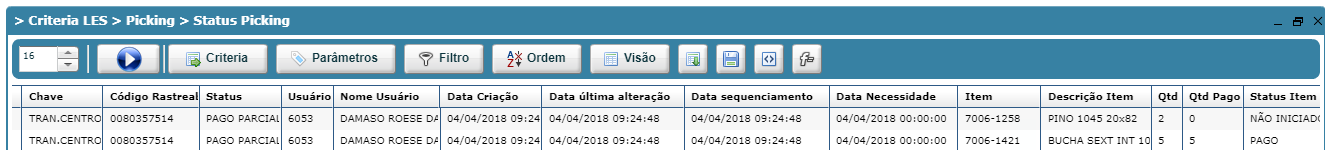 > Criteria LES > Picking > Status Picking
16 Criteria Parâmetros Filtro Ordem Visão
Chave Código Rastreal Status Usuário Nome Usuário Data Criação Data última alteração Data sequenciamento Data Necessidade Item Descrição Item Qtd Qtd Pago Status Item
TRAN.CENTRO 0080357514 PAGO PARCIAL 6053 DAMASO ROESE DA 04/04/2018 09:24 04/04/2018 09:24:48 04/04/2018 09:24:48 04/04/2018 00:00:00 7006-1258 PINO 1045 20x82 2 0 NÃO INICIADO
TRAN.CENTRO 0080357514 PAGO PARCIAL 6053 DAMASO ROESE DA 04/04/2018 09:24 04/04/2018 09:24:48 04/04/2018 09:24:48 04/04/2018 00:00:00 7006-1421 BUCHA SEXT INT 10 5 5 PAGO